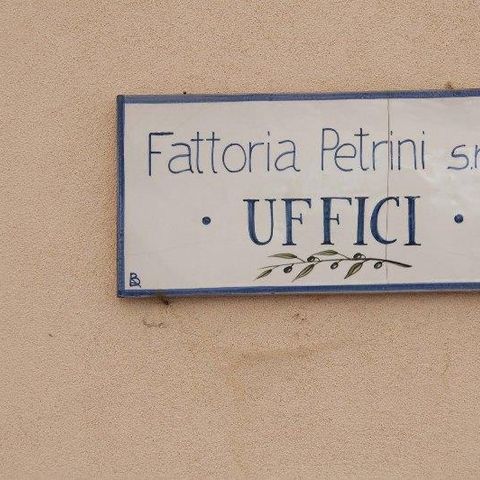 Fattoria Petrini s.r
• UFFICI •